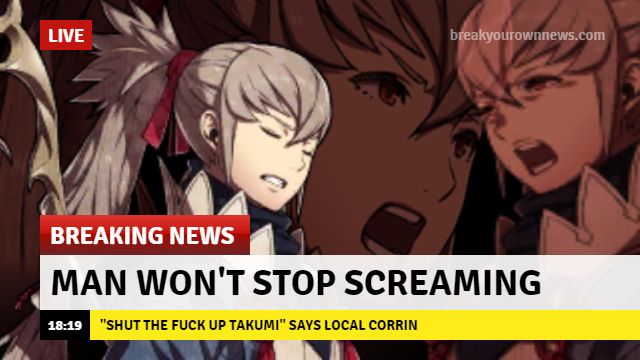 LIVE
breakyourownnews.com
BREAKING NEWS
MAN WON'T STOP SCREAMING
18:19 "SHUT THE FUCK UP TAKUMI" SAYS LOCAL CORRIN